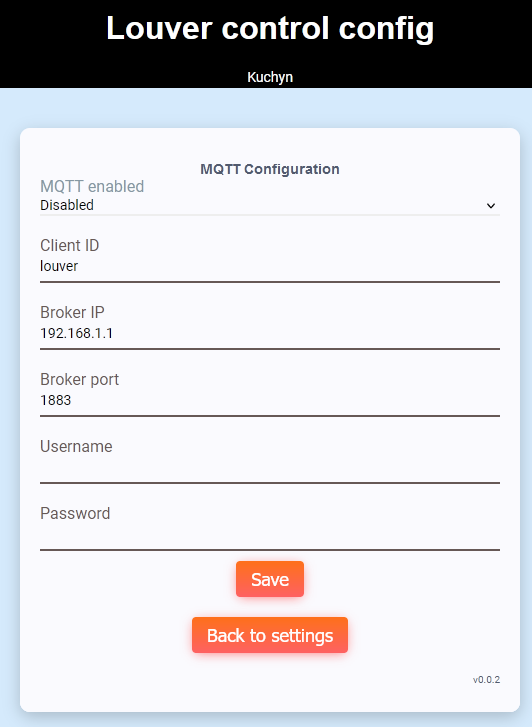 Louver control config
Kuchyn
MQTT Configuration
MQTT enabled
Disabled
Client ID
louver
Broker IP
192.168.1.1
Broker port
1883
Username
Password
Save
Back to settings
v0.0.2